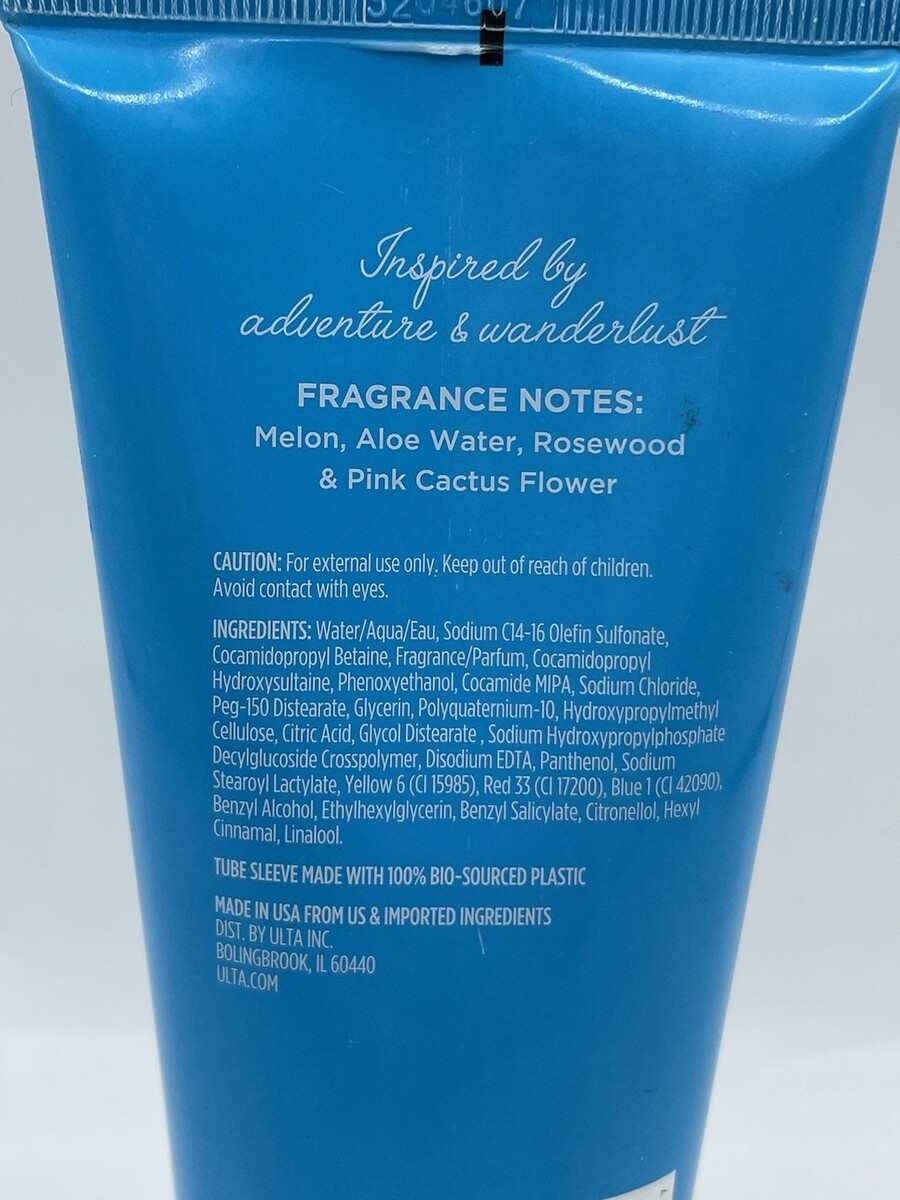 Inspired by
adventure & wanderlust
FRAGRANCE NOTES:
Melon, Aloe Water, Rosewood
& Pink Cactus Flower
CAUTION: For external use only. Keep out of reach of children.
Avoid contact with eyes.
INGREDIENTS: Water/Aqua/Eau, Sodium C14-16 Olefin Sulfonate,
Cocamidopropyl Betaine, Fragrance/Parfum, Cocamidopropyl
Hydroxysultaine, Phenoxyethanol, Cocamide MIPA, Sodium Chloride,
Peg-150 Distearate, Glycerin, Polyquaternium-10, Hydroxypropylmethyl
Cellulose, Citric Acid, Glycol Distearate , Sodium Hydroxypropylphosphate
Decylglucoside Crosspolymer, Disodium EDTA, Panthenol, Sodium
Stearoyl Lactylate, Yellow 6 (CI 15985), Red 33 (CI 17200), Blue 1 (CI 42090),
Benzyl Alcohol, Ethylhexylglycerin, Benzyl Salicylate, Citronellol, Hexyl
Cinnamal, Linalool.
TUBE SLEEVE MADE WITH 100% BIO-SOURCED PLASTIC
MADE IN USA FROM US & IMPORTED INGREDIENTS
DIST. BY ULTA INC.
BOLINGBROOK, IL 60440
ULTA.COM